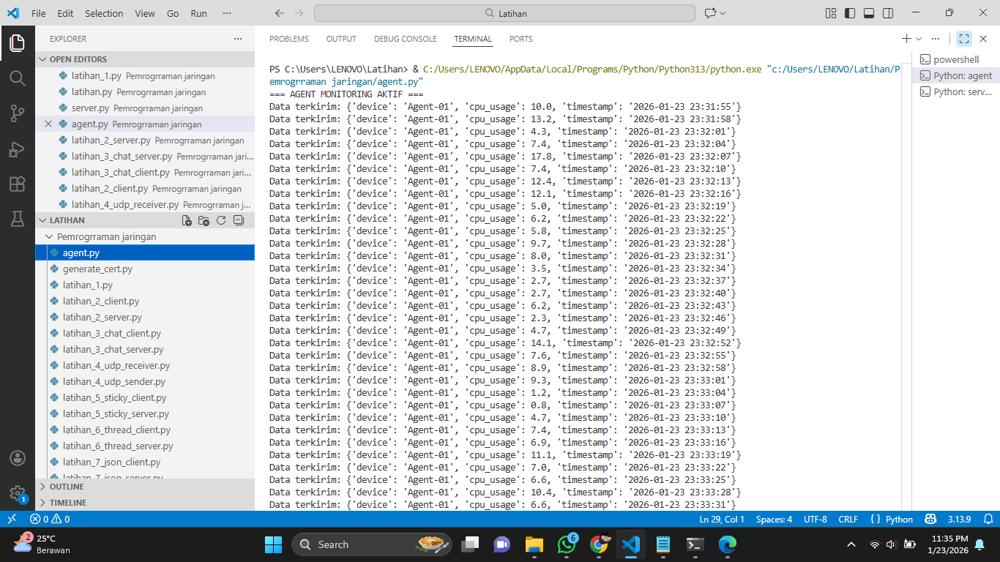 File Edit Selection View Go Run ··· Latihan
EXPLORER ···
OPEN EDITORS
latihan_1.py Pemrogrraman jaringan
latihan.py Pemrogrraman jaringan
server.py Pemrogrraman jaringan
agent.py Pemrogrraman jaringan
latihan_2_server.py Pemrogrraman jaringan
latihan_3_chat_server.py Pemrogrraman jari...
latihan_3_chat_client.py Pemrogrraman jari...
latihan_2_client.py Pemrogrraman jaringan
latihan_4_udp_receiver.py Pemrogrraman j...
LATIHAN
Pemrogrraman jaringan
agent.py
generate_cert.py
latihan_1.py
latihan_2_client.py
latihan_2_server.py
latihan_3_chat_client.py
latihan_3_chat_server.py
latihan_4_udp_receiver.py
latihan_4_udp_sender.py
latihan_5_sticky_client.py
latihan_5_sticky_server.py
latihan_6_thread_client.py
latihan_6_thread_server.py
latihan_7_json_client.py
latihan_7_json_server.py
OUTLINE
TIMELINE
PROBLEMS OUTPUT DEBUG CONSOLE TERMINAL PORTS
PS C:\Users\LENOVO\Latihan> & C:/Users/LENOVO/AppData/Local/Programs/Python/Python313/python.exe "c:/Users/LENOVO/Latihan/P
emrogrraman jaringan/agent.py"
=== AGENT MONITORING AKTIF ===
Data terkirim: {'device': 'Agent-01', 'cpu_usage': 10.0, 'timestamp': '2026-01-23 23:31:55'}
Data terkirim: {'device': 'Agent-01', 'cpu_usage': 13.2, 'timestamp': '2026-01-23 23:31:58'}
Data terkirim: {'device': 'Agent-01', 'cpu_usage': 4.3, 'timestamp': '2026-01-23 23:32:01'}
Data terkirim: {'device': 'Agent-01', 'cpu_usage': 7.4, 'timestamp': '2026-01-23 23:32:04'}
Data terkirim: {'device': 'Agent-01', 'cpu_usage': 17.8, 'timestamp': '2026-01-23 23:32:07'}
Data terkirim: {'device': 'Agent-01', 'cpu_usage': 7.4, 'timestamp': '2026-01-23 23:32:10'}
Data terkirim: {'device': 'Agent-01', 'cpu_usage': 12.4, 'timestamp': '2026-01-23 23:32:13'}
Data terkirim: {'device': 'Agent-01', 'cpu_usage': 12.1, 'timestamp': '2026-01-23 23:32:16'}
Data terkirim: {'device': 'Agent-01', 'cpu_usage': 5.0, 'timestamp': '2026-01-23 23:32:19'}
Data terkirim: {'device': 'Agent-01', 'cpu_usage': 6.2, 'timestamp': '2026-01-23 23:32:22'}
Data terkirim: {'device': 'Agent-01', 'cpu_usage': 5.8, 'timestamp': '2026-01-23 23:32:25'}
Data terkirim: {'device': 'Agent-01', 'cpu_usage': 9.7, 'timestamp': '2026-01-23 23:32:28'}
Data terkirim: {'device': 'Agent-01', 'cpu_usage': 8.0, 'timestamp': '2026-01-23 23:32:31'}
Data terkirim: {'device': 'Agent-01', 'cpu_usage': 3.5, 'timestamp': '2026-01-23 23:32:34'}
Data terkirim: {'device': 'Agent-01', 'cpu_usage': 2.7, 'timestamp': '2026-01-23 23:32:37'}
Data terkirim: {'device': 'Agent-01', 'cpu_usage': 2.7, 'timestamp': '2026-01-23 23:32:40'}
Data terkirim: {'device': 'Agent-01', 'cpu_usage': 6.2, 'timestamp': '2026-01-23 23:32:43'}
Data terkirim: {'device': 'Agent-01', 'cpu_usage': 2.3, 'timestamp': '2026-01-23 23:32:46'}
Data terkirim: {'device': 'Agent-01', 'cpu_usage': 4.7, 'timestamp': '2026-01-23 23:32:49'}
Data terkirim: {'device': 'Agent-01', 'cpu_usage': 14.1, 'timestamp': '2026-01-23 23:32:52'}
Data terkirim: {'device': 'Agent-01', 'cpu_usage': 7.6, 'timestamp': '2026-01-23 23:32:55'}
Data terkirim: {'device': 'Agent-01', 'cpu_usage': 8.9, 'timestamp': '2026-01-23 23:32:58'}
Data terkirim: {'device': 'Agent-01', 'cpu_usage': 9.3, 'timestamp': '2026-01-23 23:33:01'}
Data terkirim: {'device': 'Agent-01', 'cpu_usage': 1.2, 'timestamp': '2026-01-23 23:33:04'}
Data terkirim: {'device': 'Agent-01', 'cpu_usage': 0.8, 'timestamp': '2026-01-23 23:33:07'}
Data terkirim: {'device': 'Agent-01', 'cpu_usage': 4.7, 'timestamp': '2026-01-23 23:33:10'}
Data terkirim: {'device': 'Agent-01', 'cpu_usage': 7.4, 'timestamp': '2026-01-23 23:33:13'}
Data terkirim: {'device': 'Agent-01', 'cpu_usage': 6.9, 'timestamp': '2026-01-23 23:33:16'}
Data terkirim: {'device': 'Agent-01', 'cpu_usage': 11.1, 'timestamp': '2026-01-23 23:33:19'}
Data terkirim: {'device': 'Agent-01', 'cpu_usage': 7.0, 'timestamp': '2026-01-23 23:33:22'}
Data terkirim: {'device': 'Agent-01', 'cpu_usage': 6.6, 'timestamp': '2026-01-23 23:33:25'}
Data terkirim: {'device': 'Agent-01', 'cpu_usage': 10.4, 'timestamp': '2026-01-23 23:33:28'}
Data terkirim: {'device': 'Agent-01', 'cpu_usage': 6.6, 'timestamp': '2026-01-23 23:33:31'}
powershell
Python: agent
Python: serv...
1
0 0 Ln 29, Col 1 Spaces: 4 UTF-8 CRLF { } Python 3.13.9
2 25°C
Berawan
Search
6
11:35 PM
1/23/2026